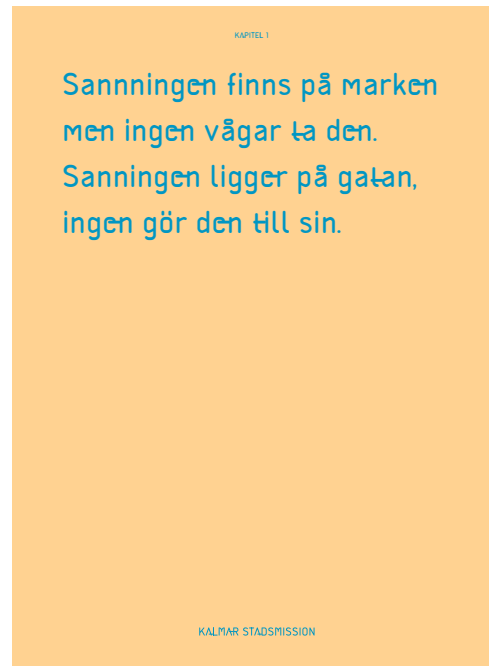 KAPITEL 1
Sannningen finns på marken
men ingen vågar ta den.
Sanningen ligger på gatan,
ingen gör den till sin.
KALMAR STADSMISSION